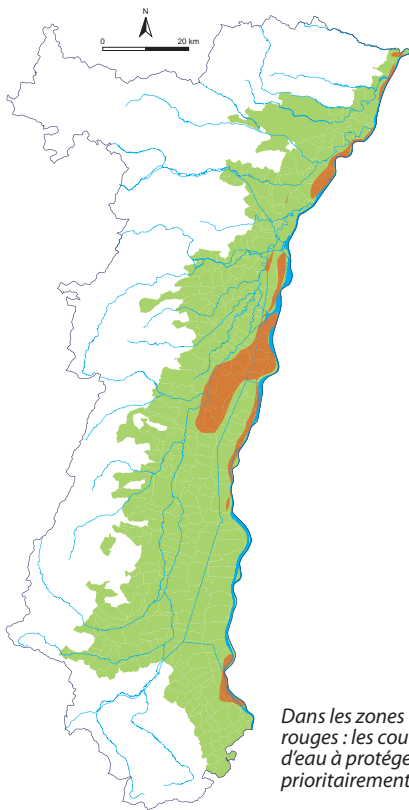 N
0 20 km
Dans les zones
rouges : les cou
d'eau à protége
prioritairement